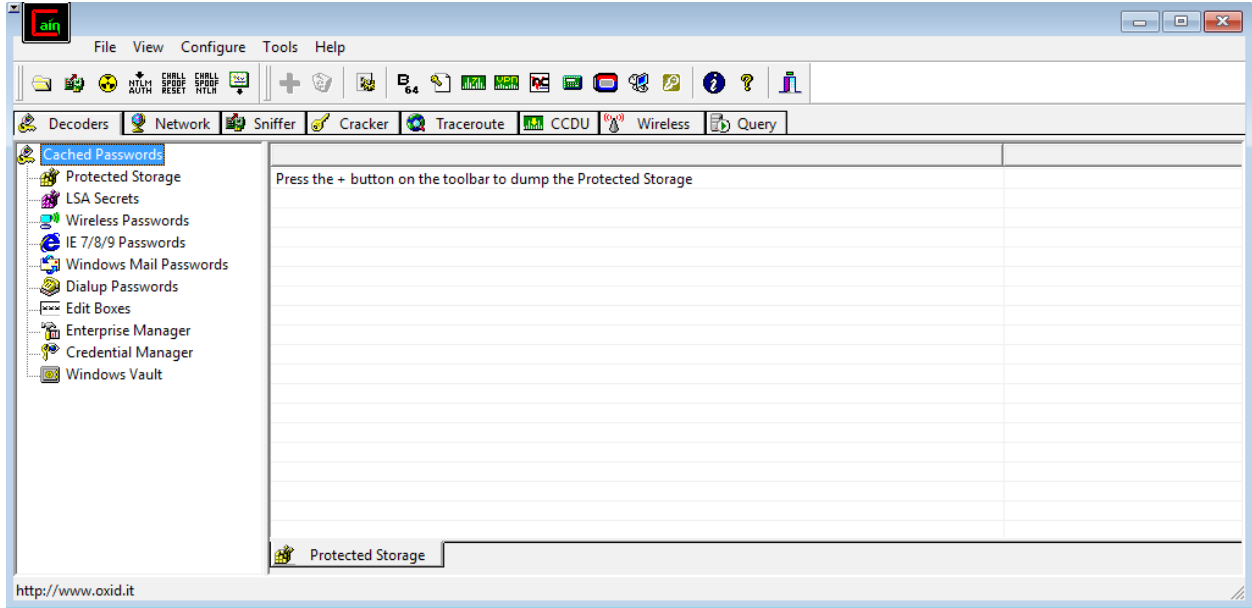 Cain
File View Configure Tools Help
NTLM AUTH CHALL SPOOF RESET CHALL SPOOF NTLM B64
Decoders Network Sniffer Cracker Traceroute CCDU Wireless Query
Cached Passwords
Protected Storage
Press the + button on the toolbar to dump the Protected Storage
LSA Secrets
Wireless Passwords
IE 7/8/9 Passwords
Windows Mail Passwords
Dialup Passwords
Edit Boxes
Enterprise Manager
Credential Manager
Windows Vault
Protected Storage
http://www.oxid.it